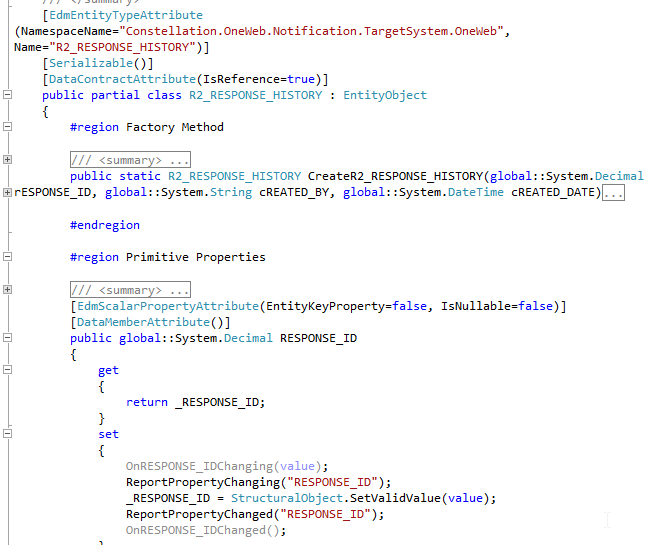 /// </summary>
[EdmEntityTypeAttribute
(NamespaceName="Constellation.OneWeb.Notification.TargetSystem.OneWeb",
Name="R2_RESPONSE_HISTORY")]
[Serializable()]
[DataContractAttribute(IsReference=true)]
public partial class R2_RESPONSE_HISTORY : EntityObject
{
#region Factory Method
/// <summary> ...
public static R2_RESPONSE_HISTORY CreateR2_RESPONSE_HISTORY(global::System.Decimal
rESPONSE_ID, global::System.String cREATED_BY, global::System.DateTime cREATED_DATE)...
#endregion
#region Primitive Properties
/// <summary> ...
[EdmScalarPropertyAttribute(EntityKeyProperty=false, IsNullable=false)]
[DataMemberAttribute()]
public global::System.Decimal RESPONSE_ID
{
get
{
return _RESPONSE_ID;
}
set
{
OnRESPONSE_IDChanging(value);
ReportPropertyChanging("RESPONSE_ID");
_RESPONSE_ID = StructuralObject.SetValidValue(value);
ReportPropertyChanged("RESPONSE_ID");
OnRESPONSE_IDChanged();
}